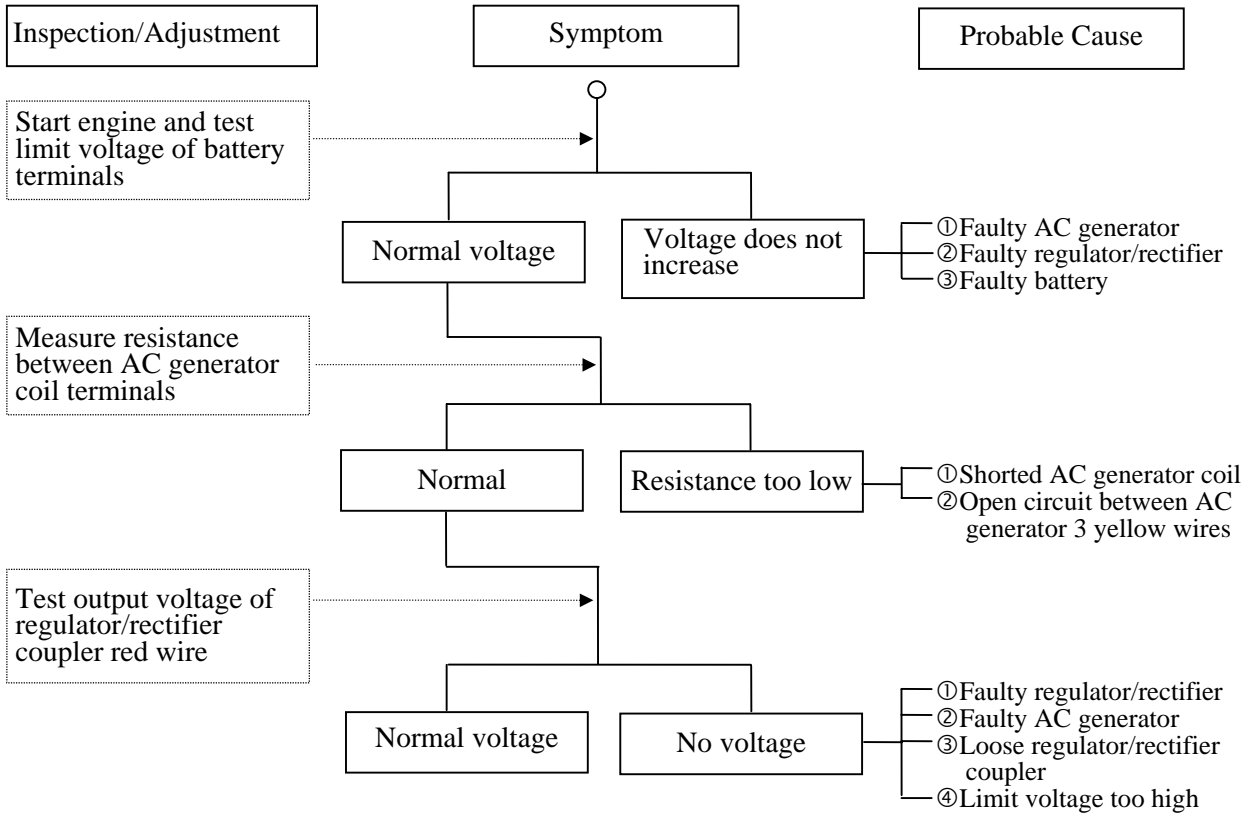 Inspection/Adjustment
Symptom
Probable Cause
Start engine and test
limit voltage of battery
terminals
Normal voltage
Voltage does not
increase
①Faulty AC generator
②Faulty regulator/rectifier
③Faulty battery
Measure resistance
between AC generator
coil terminals
Normal
Resistance too low
①Shorted AC generator coil
②Open circuit between AC
generator 3 yellow wires
Test output voltage of
regulator/rectifier
coupler red wire
Normal voltage
No voltage
①Faulty regulator/rectifier
②Faulty AC generator
③Loose regulator/rectifier
coupler
④Limit voltage too high